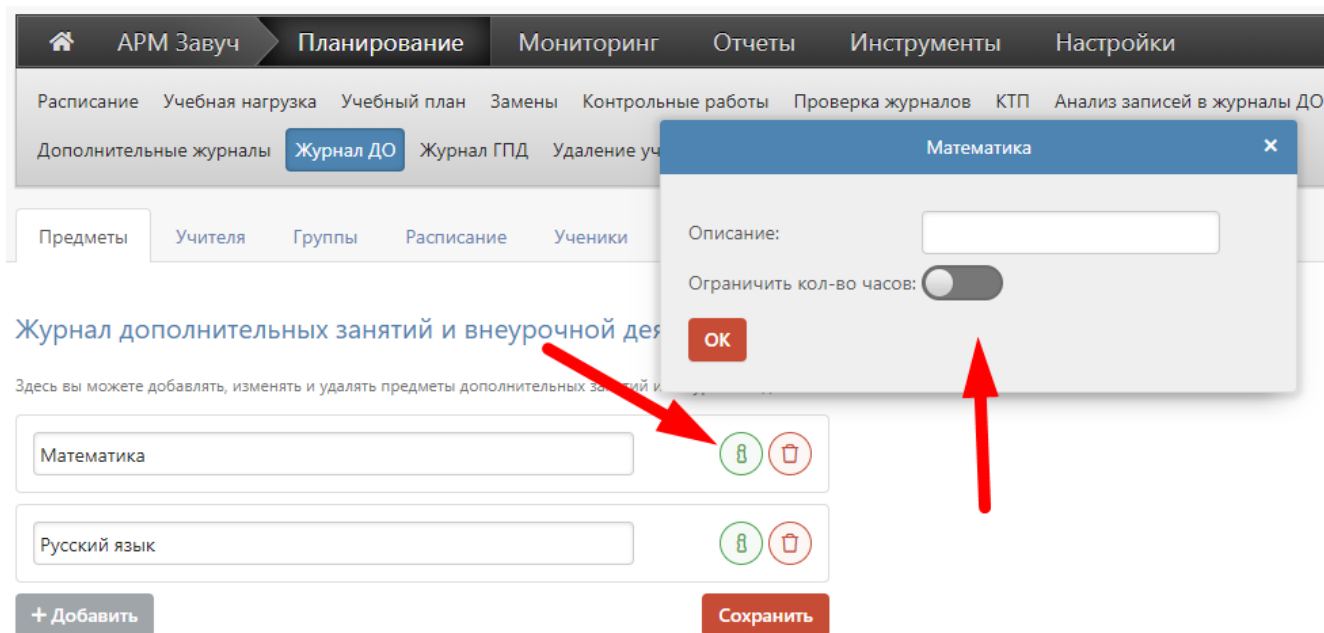 АРМ Завуч Планирование Мониторинг Отчеты Инструменты Настройки
Расписание Учебная нагрузка Учебный план Замены Контрольные работы Проверка журналов КТП Анализ записей в журналы ДО
Дополнительные журналы Журнал ДО Журнал ГПД Удаление уч
Математика ×
Предметы Учителя Группы Расписание Ученики
Описание:
Ограничить кол-во часов:
ОК
Журнал дополнительных занятий и внеурочной дея
Здесь вы можете добавлять, изменять и удалять предметы дополнительных
Математика
Русский язык
+ Добавить Сохранить